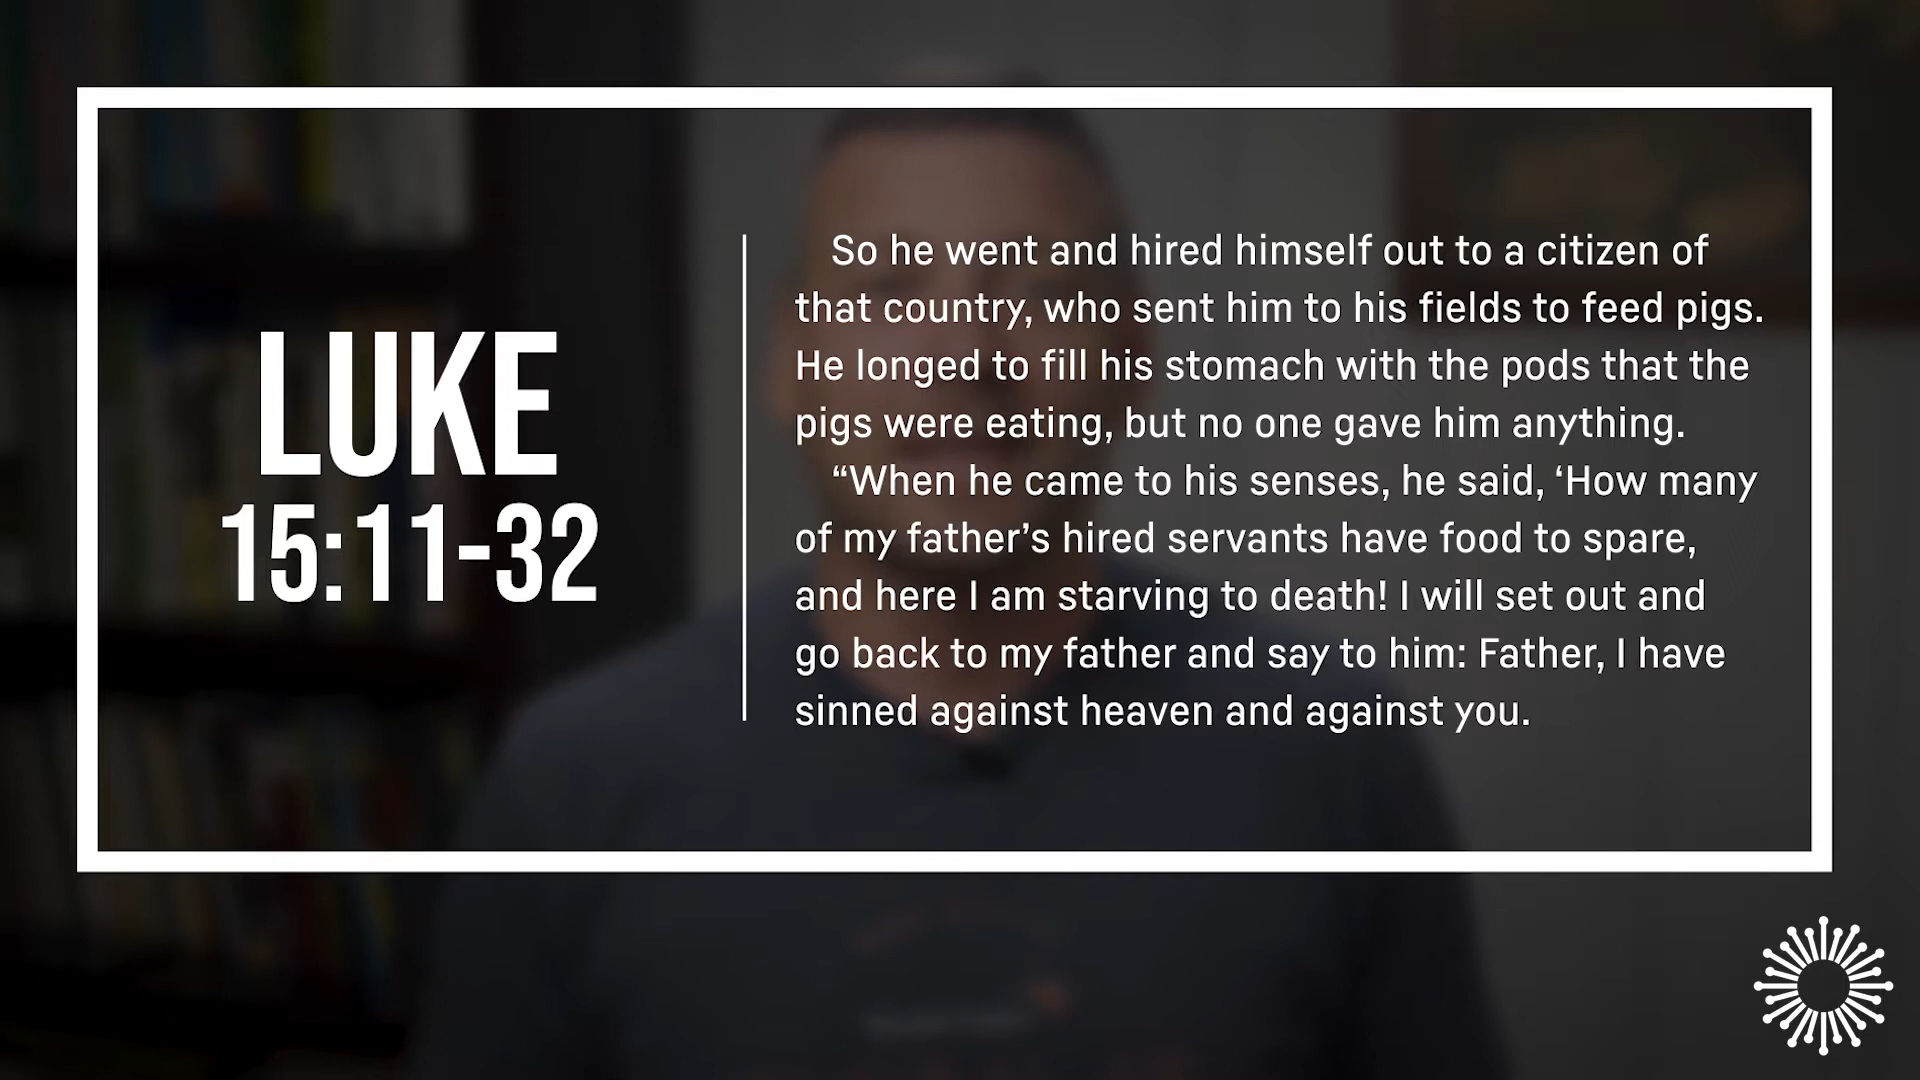 LUKE
15:11-32
So he went and hired himself out to a citizen of
that country, who sent him to his fields to feed pigs.
He longed to fill his stomach with the pods that the
pigs were eating, but no one gave him anything.
“When he came to his senses, he said, ‘How many
of my father’s hired servants have food to spare,
and here I am starving to death! I will set out and
go back to my father and say to him: Father, I have
sinned against heaven and against you.